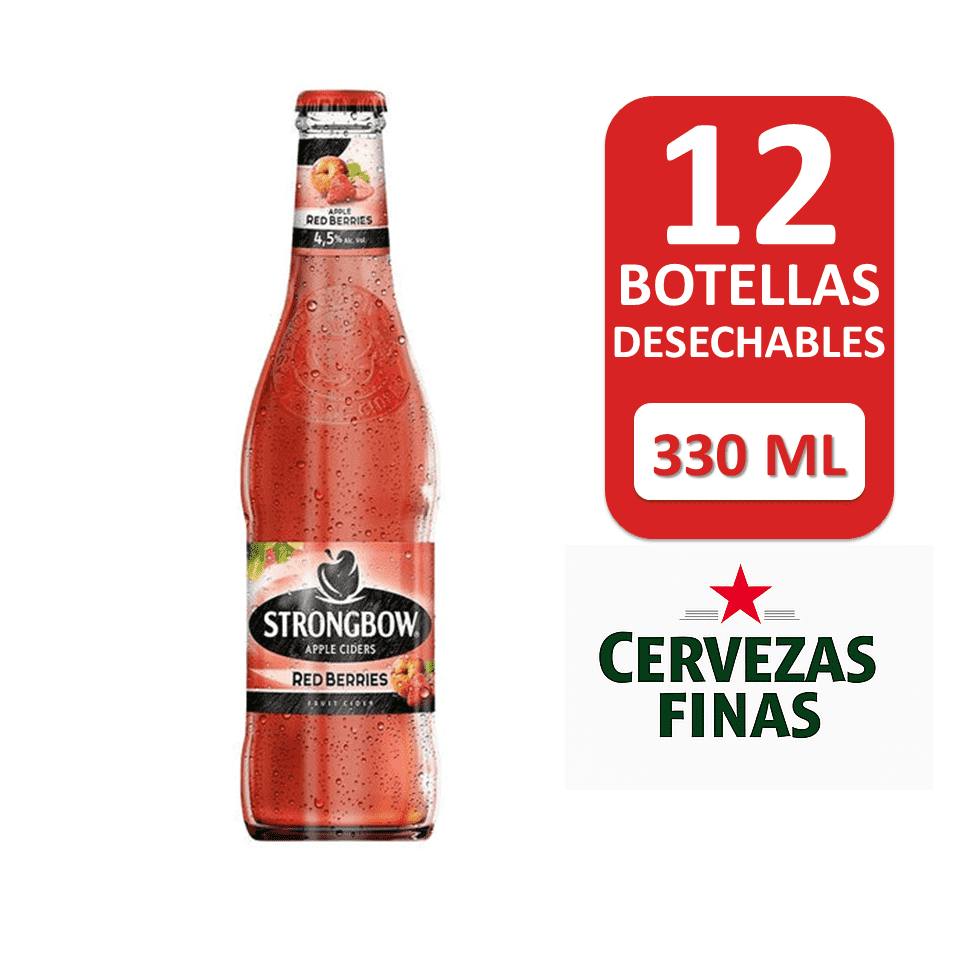 APPLE
RED BERRIES
4,5% Alc. Vol.
STRONGBOW
APPLE CIDERS
RED BERRIES
FRUIT CIDER
12
BOTELLAS
DESECHABLES
330 ML
CERVEZAS
FINAS